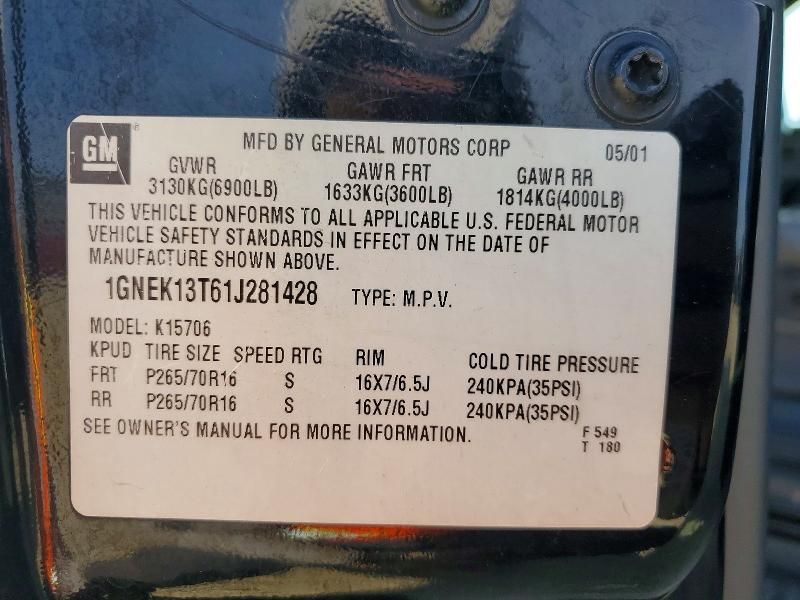 GM
MFD BY GENERAL MOTORS CORP 05/01
GVWR GAWR FRT GAWR RR
3130KG(6900LB) 1633KG(3600LB) 1814KG(4000LB)
THIS VEHICLE CONFORMS TO ALL APPLICABLE U.S. FEDERAL MOTOR
VEHICLE SAFETY STANDARDS IN EFFECT ON THE DATE OF
MANUFACTURE SHOWN ABOVE.
1GNEK13T61J281428 TYPE: M.P.V.
MODEL: K15706
KPUD TIRE SIZE SPEED RTG RIM COLD TIRE PRESSURE
FRT P265/70R16 S 16X7/6.5J 240KPA(35PSI)
RR P265/70R16 S 16X7/6.5J 240KPA(35PSI)
SEE OWNER'S MANUAL FOR MORE INFORMATION. F 549
T 180